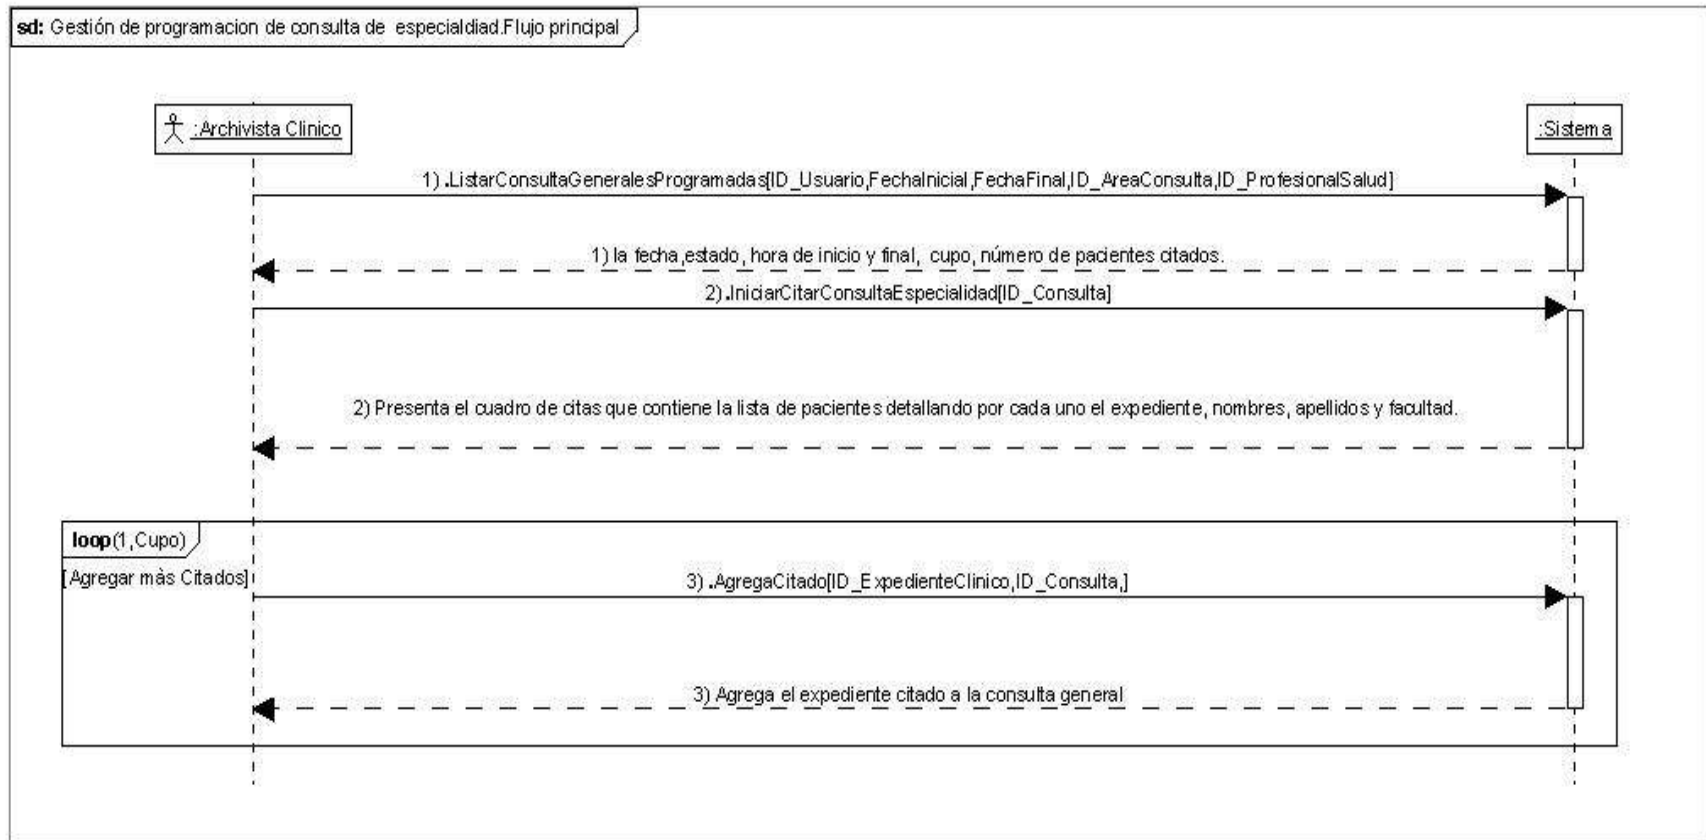 sd: Gestión de programacion de consulta de especialdiad.Flujo principal
:Archivista Clinico
:Sistema
1) .ListarConsultaGeneralesProgramadas[ID_Usuario,FechaInicial,FechaFinal,ID_AreaConsulta,ID_ProfesionalSalud]
1) la fecha,estado, hora de inicio y final, cupo, número de pacientes citados.
2).IniciarCitarConsultaEspecialidad[ID_Consulta]
2) Presenta el cuadro de citas que contiene la lista de pacientes detallando por cada uno el expediente, nombres, apellidos y facultad.
loop(1,Cupo)
[Agregar màs Citados]
3) .AgregaCitado[ID_ExpedienteClinico,ID_Consulta,]
3) Agrega el expediente citado a la consulta general